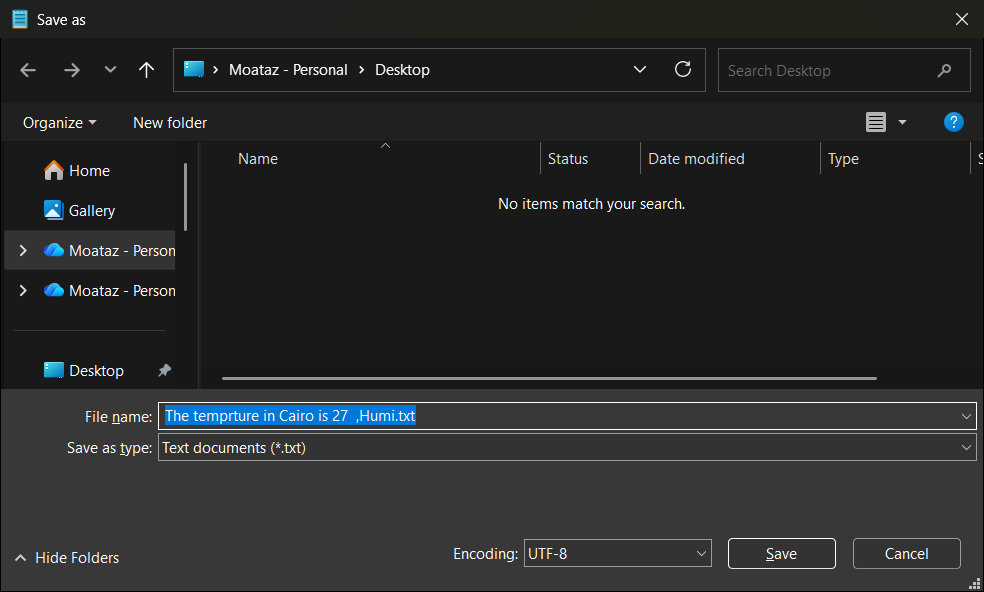 Save as
Moataz - Personal > Desktop
Search Desktop
Organize
New folder
?
Name
Status
Date modified
Type
S
No items match your search.
Home
Gallery
Moataz - Person
Moataz - Person
Desktop
File name: The temprture in Cairo is 27  ,Humi.txt
Save as type: Text documents (*.txt)
Hide Folders
Encoding: UTF-8
Save
Cancel